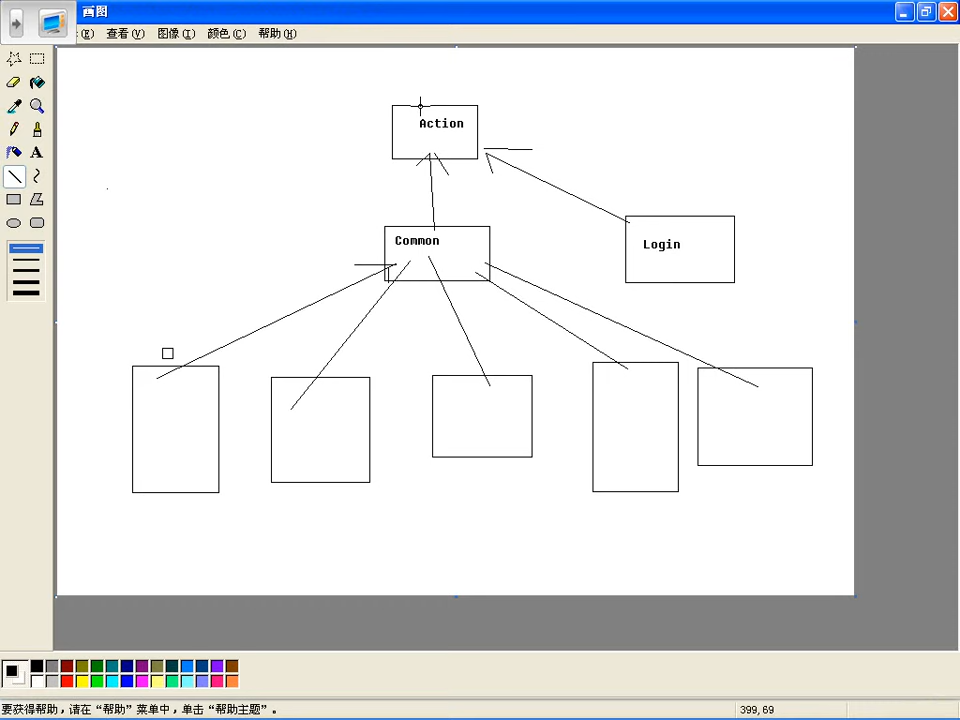 画图
(E) 查看(V) 图像(I) 颜色(C) 帮助(H)
A
Action
Common
Login
要获得帮助，请在“帮助”菜单中，单击“帮助主题”。
399,69